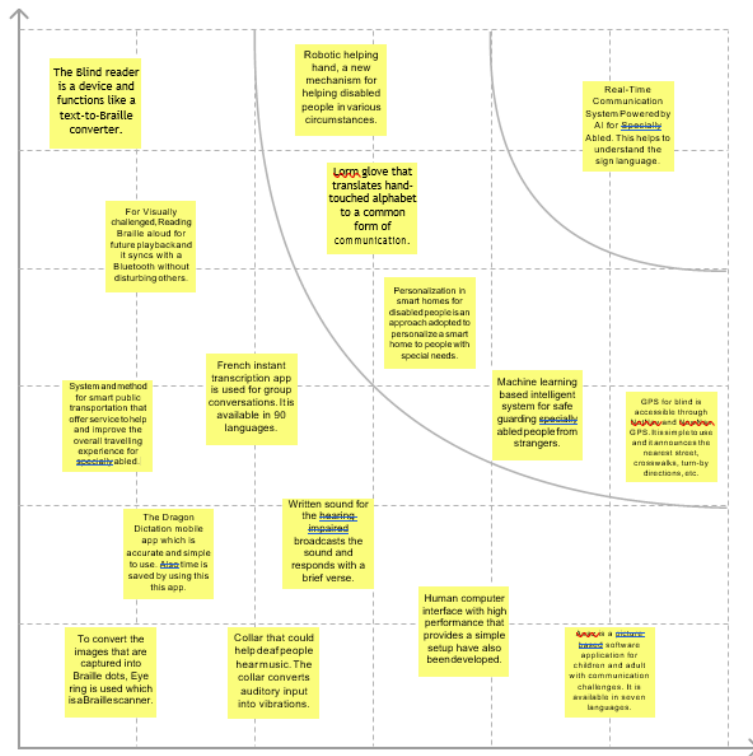 The Blind reader
is a device and
functions like a
text-to-Braille
converter.
Robotic helping
hand, a new
mechanism for
helping disabled
people in various
circumstances.
Real-Time
Communication
System Powered by
AI for Specially
Abled. This helps to
understand the
sign language.
Lorm glove that
translates hand-
touched alphabet
to a common
form of
communication.
For Visually
challenged, Reading
Braille aloud for
future playback and
it syncs with a
Bluetooth without
disturbing others.
Personalization in
smart homes for
disabled people is an
approach adopted to
personalize a smart
home to people with
special needs.
French instant
transcription app
is used for group
conversations. It is
available in 90
languages.
Machine learning
based intelligent
system for safe
guarding specially
abled people from
strangers.
System and method
for smart public
transportation that
offer service to help
and improve the
overall travelling
experience for
specially abled.
GPS for blind is
accessible through
and
GPS. It is simple to use
and it announces the
nearest street,
crosswalks, turn-by
directions, etc.
Written sound for
the hearing
impaired
broadcasts the
sound and
responds with a
brief verse.
The Dragon
Dictation mobile
app which is
accurate and simple
to use. Also time is
saved by using this
this app.
Human computer
interface with high
performance that
provides a simple
setup have also
been developed.
To convert the
images that are
captured into
Braille dots, Eye
ring is used which
is a Braille scanner.
Collar that could
help deaf people
hear music. The
collar converts
auditory input
into vibrations.
is a picture-
based software
application for
children and adult
with communication
challenges. It is
available in seven
languages.